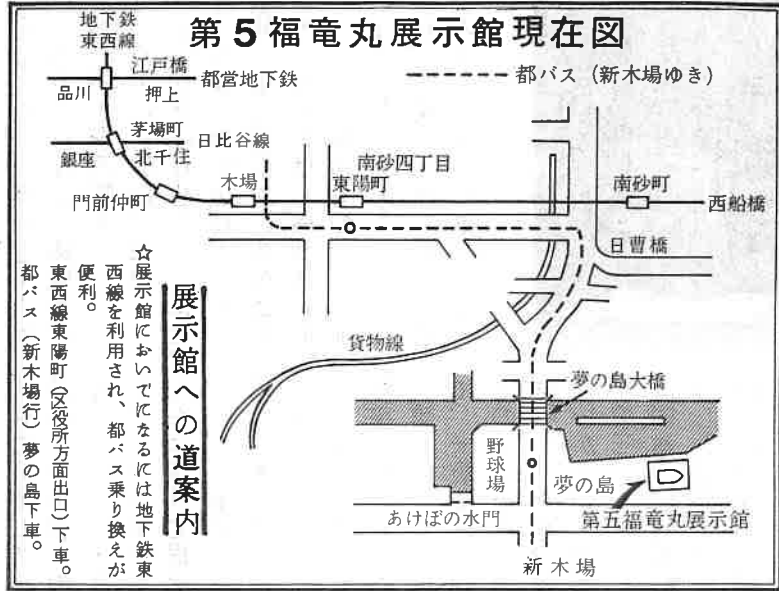 第5福竜丸展示館現在図
地下鉄
東西線
都バス（新木場ゆき）
江戸橋
都営地下鉄
品川
押上
茅場町
日比谷線
銀座
北千住
南砂四丁目
門前仲町
木場
東陽町
南砂町
西船橋
日曹橋
貨物線
夢の島大橋
野球場
夢の島
あけぼの水門
第五福竜丸展示館
新木場
展示館への道案内
☆展示館においでになるには地下鉄東
西線を利用され、都バス乗り換えが
便利。
東西線東陽町（区役所方面出口）下車。
都バス（新木場行）夢の島下車。